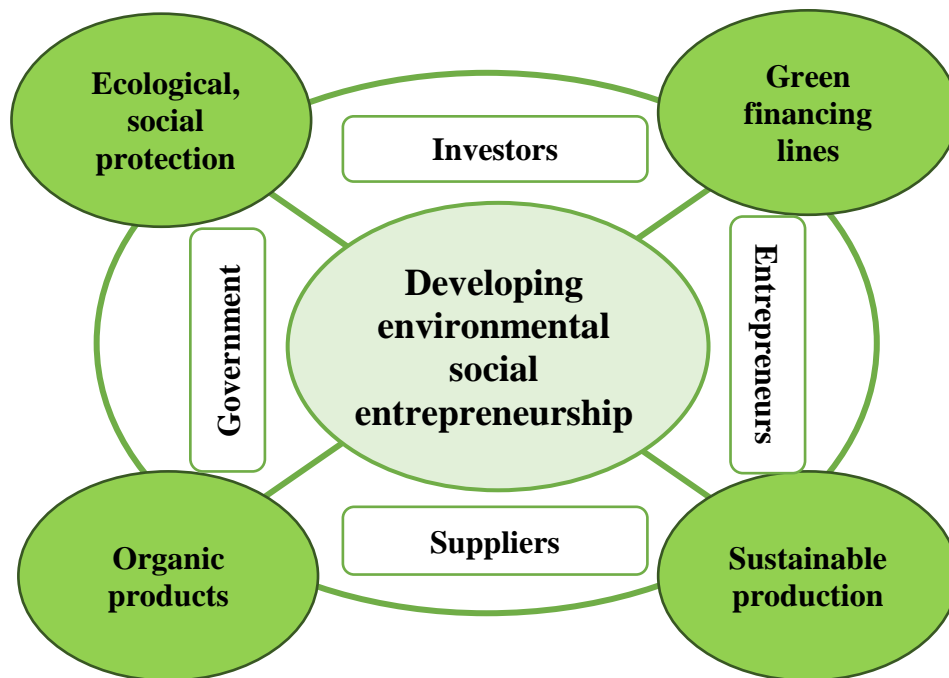 Ecological,
social
protection
Green
financing
lines
Investors
Government
Developing
environmental
social
entrepreneurship
Entrepreneurs
Suppliers
Organic
products
Sustainable
production